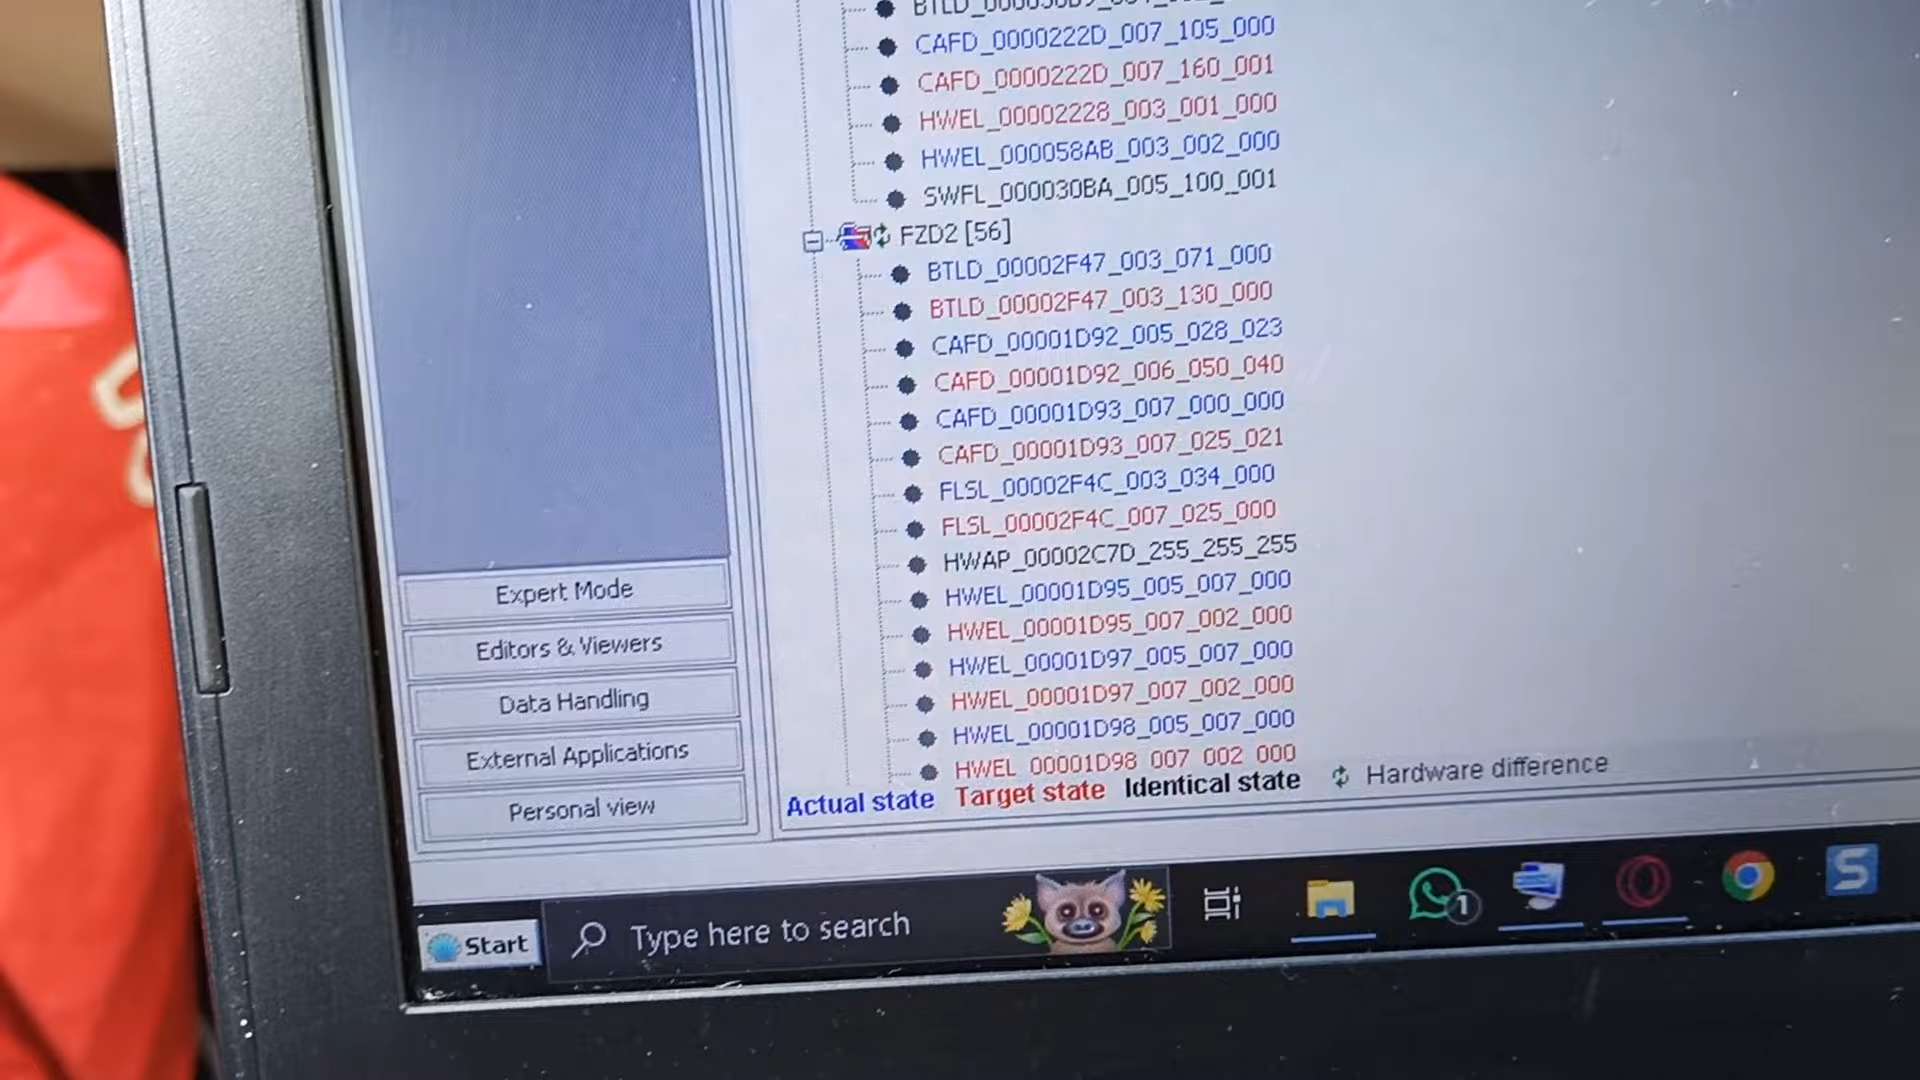 CAFD_0000222D_007_105_000
CAFD_0000222D_007_160_001
HWEL_00002228_003_001_000
HWEL_000058AB_003_002_000
SWFL_000030BA_005_100_001
FZD2 [56]
BTLD_00002F47_003_071_000
BTLD_00002F47_003_130_000
CAFD_00001D92_005_028_023
CAFD_00001D92_006_050_040
CAFD_00001D93_007_000_000
CAFD_00001D93_007_025_021
FLSL_00002F4C_003_034_000
FLSL_00002F4C_007_025_000
HWAP_00002C7D_255_255_255
HWEL_00001D95_005_007_000
HWEL_00001D95_007_002_000
HWEL_00001D97_005_007_000
HWEL_00001D97_007_002_000
HWEL_00001D98_005_007_000
HWEL_00001D98_007_002_000
Actual state Target state Identical state Hardware difference
Expert Mode
Editors & Viewers
Data Handling
External Applications
Personal view
Start
Type here to search
1
S